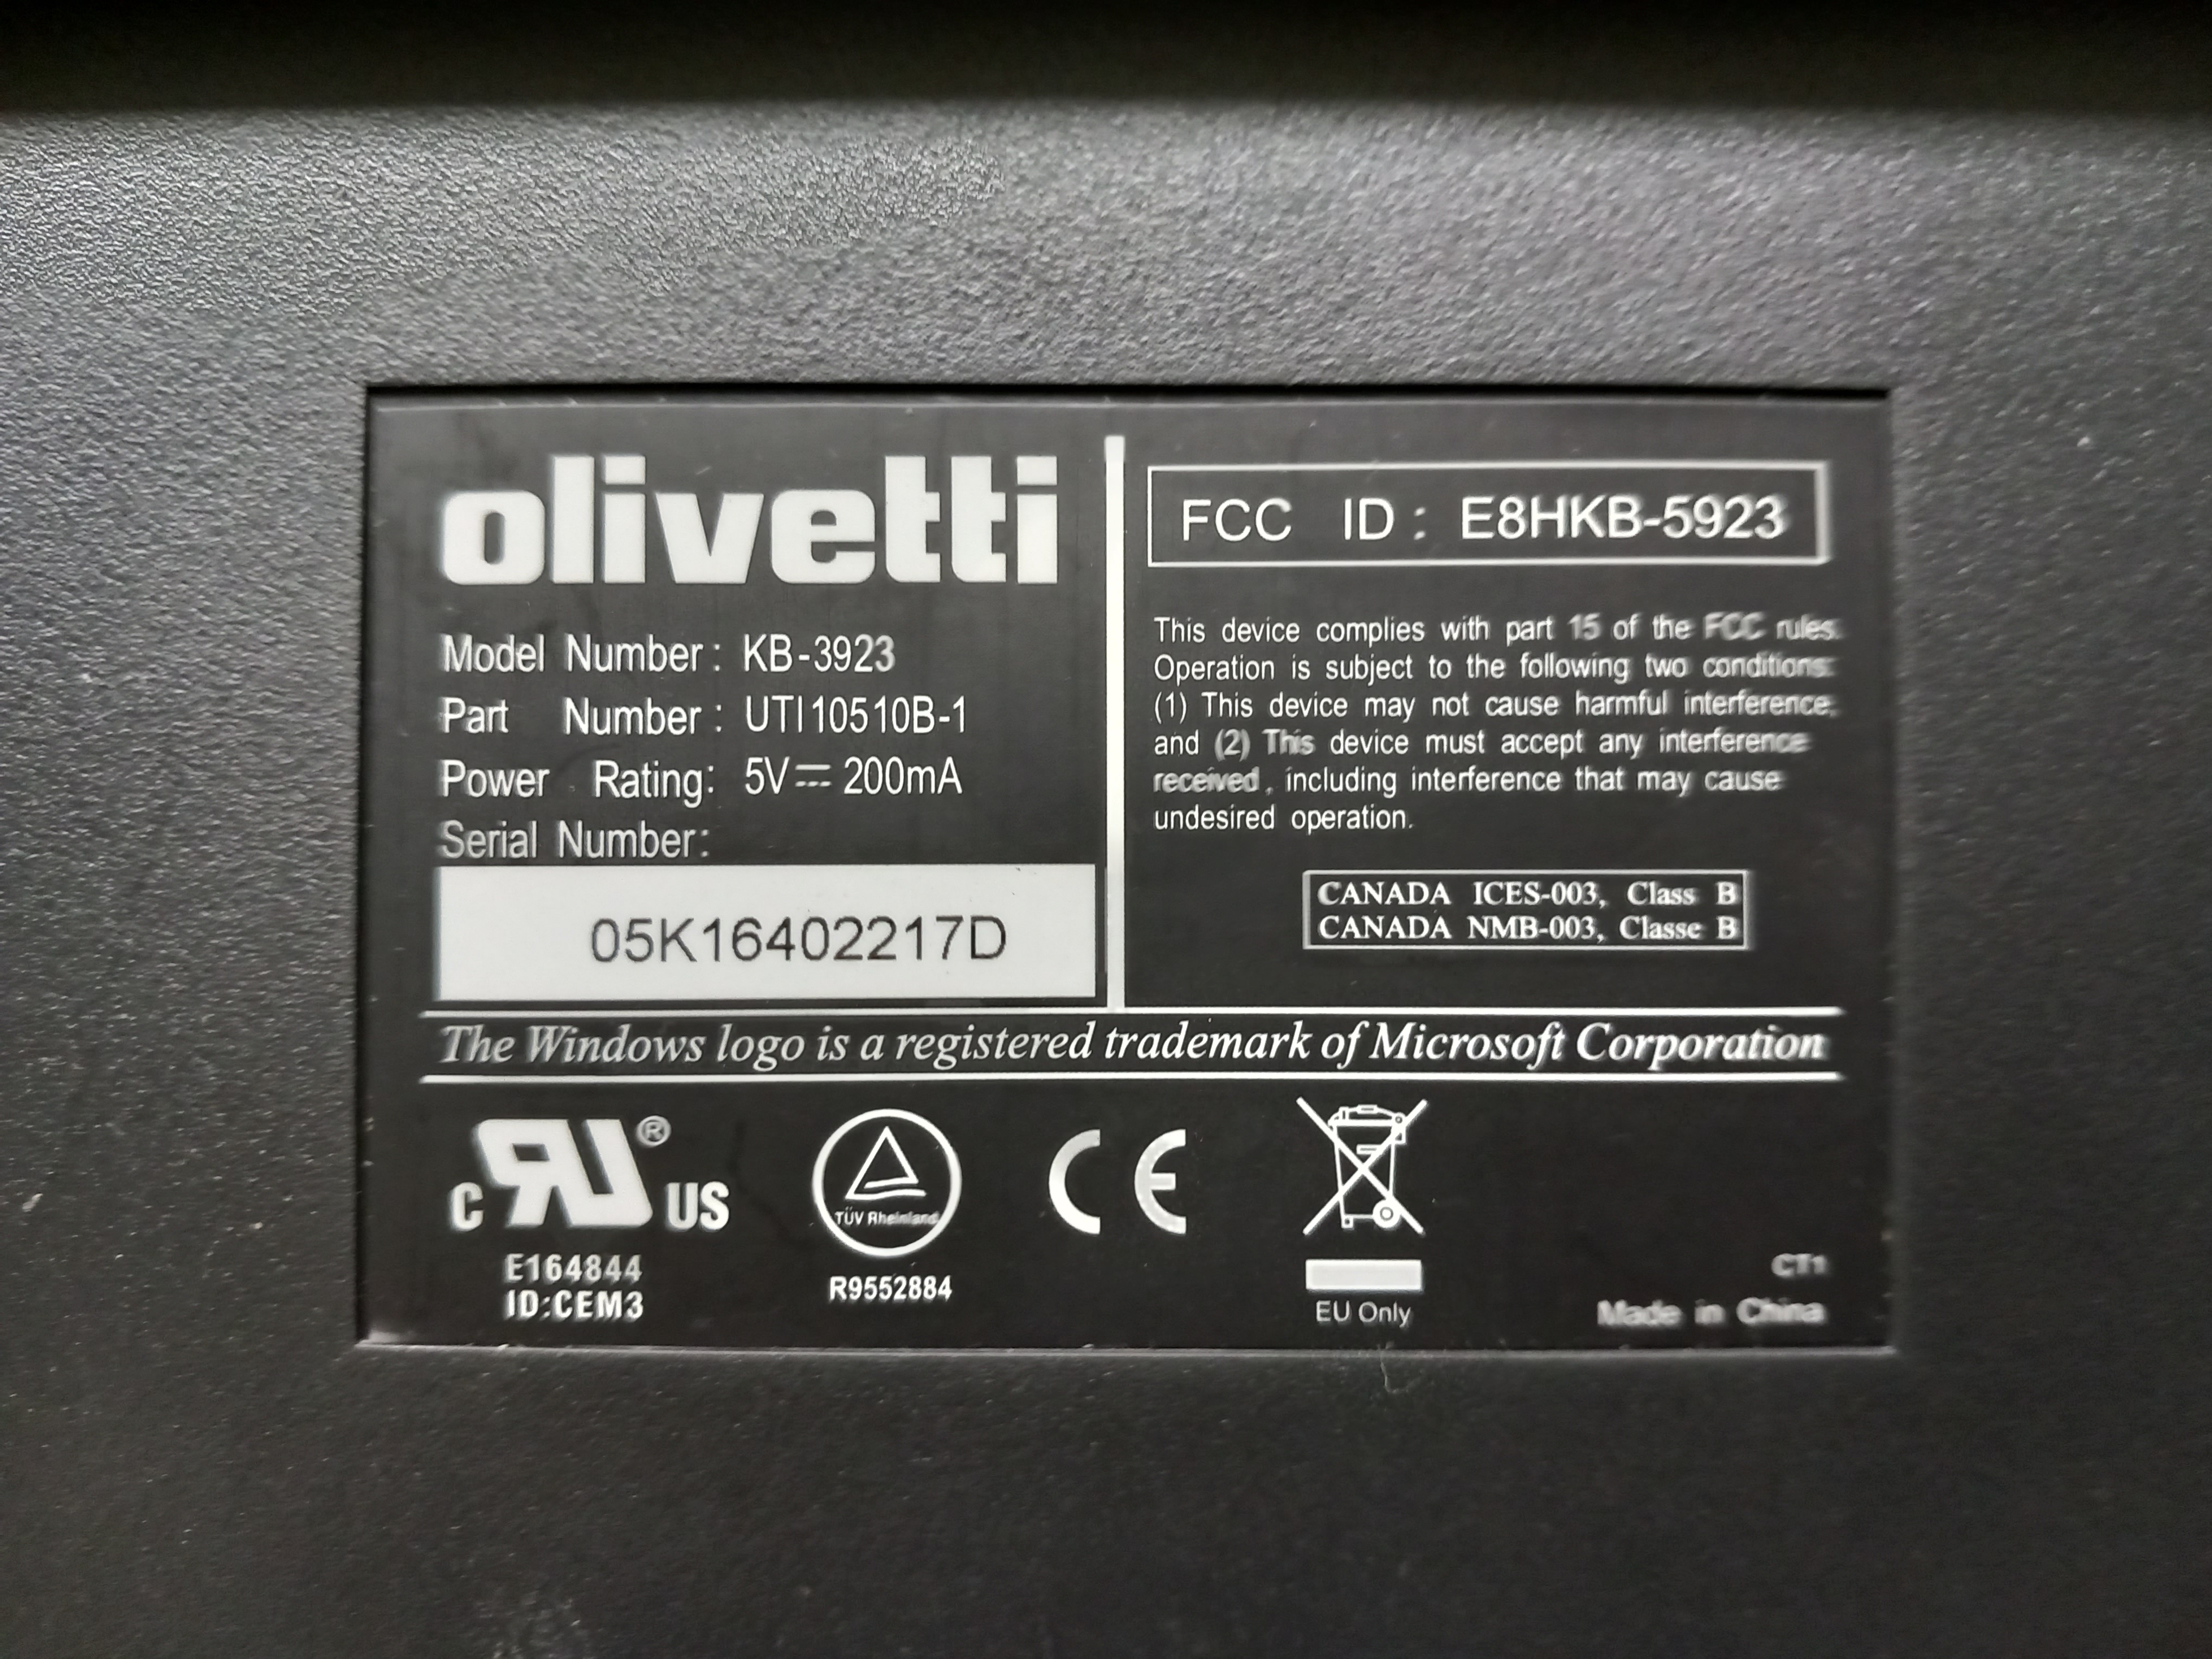 olivetti
Model Number: KB-3923
Part Number: UTI10510B-1
Power Rating: 5V⎓200mA
Serial Number:
05K16402217D
FCC ID: E8HKB-5923
This device complies with part 15 of the FCC rules.
Operation is subject to the following two conditions:
(1) This device may not cause harmful interference,
and (2) This device must accept any interference
received, including interference that may cause
undesired operation.
CANADA ICES-003, Class B
CANADA NMB-003, Classe B
The Windows logo is a registered trademark of Microsoft Corporation
c RU® US
E164844
ID:CEM3
TÜV Rheinland
R9552884
CE
EU Only
CT1
Made in China